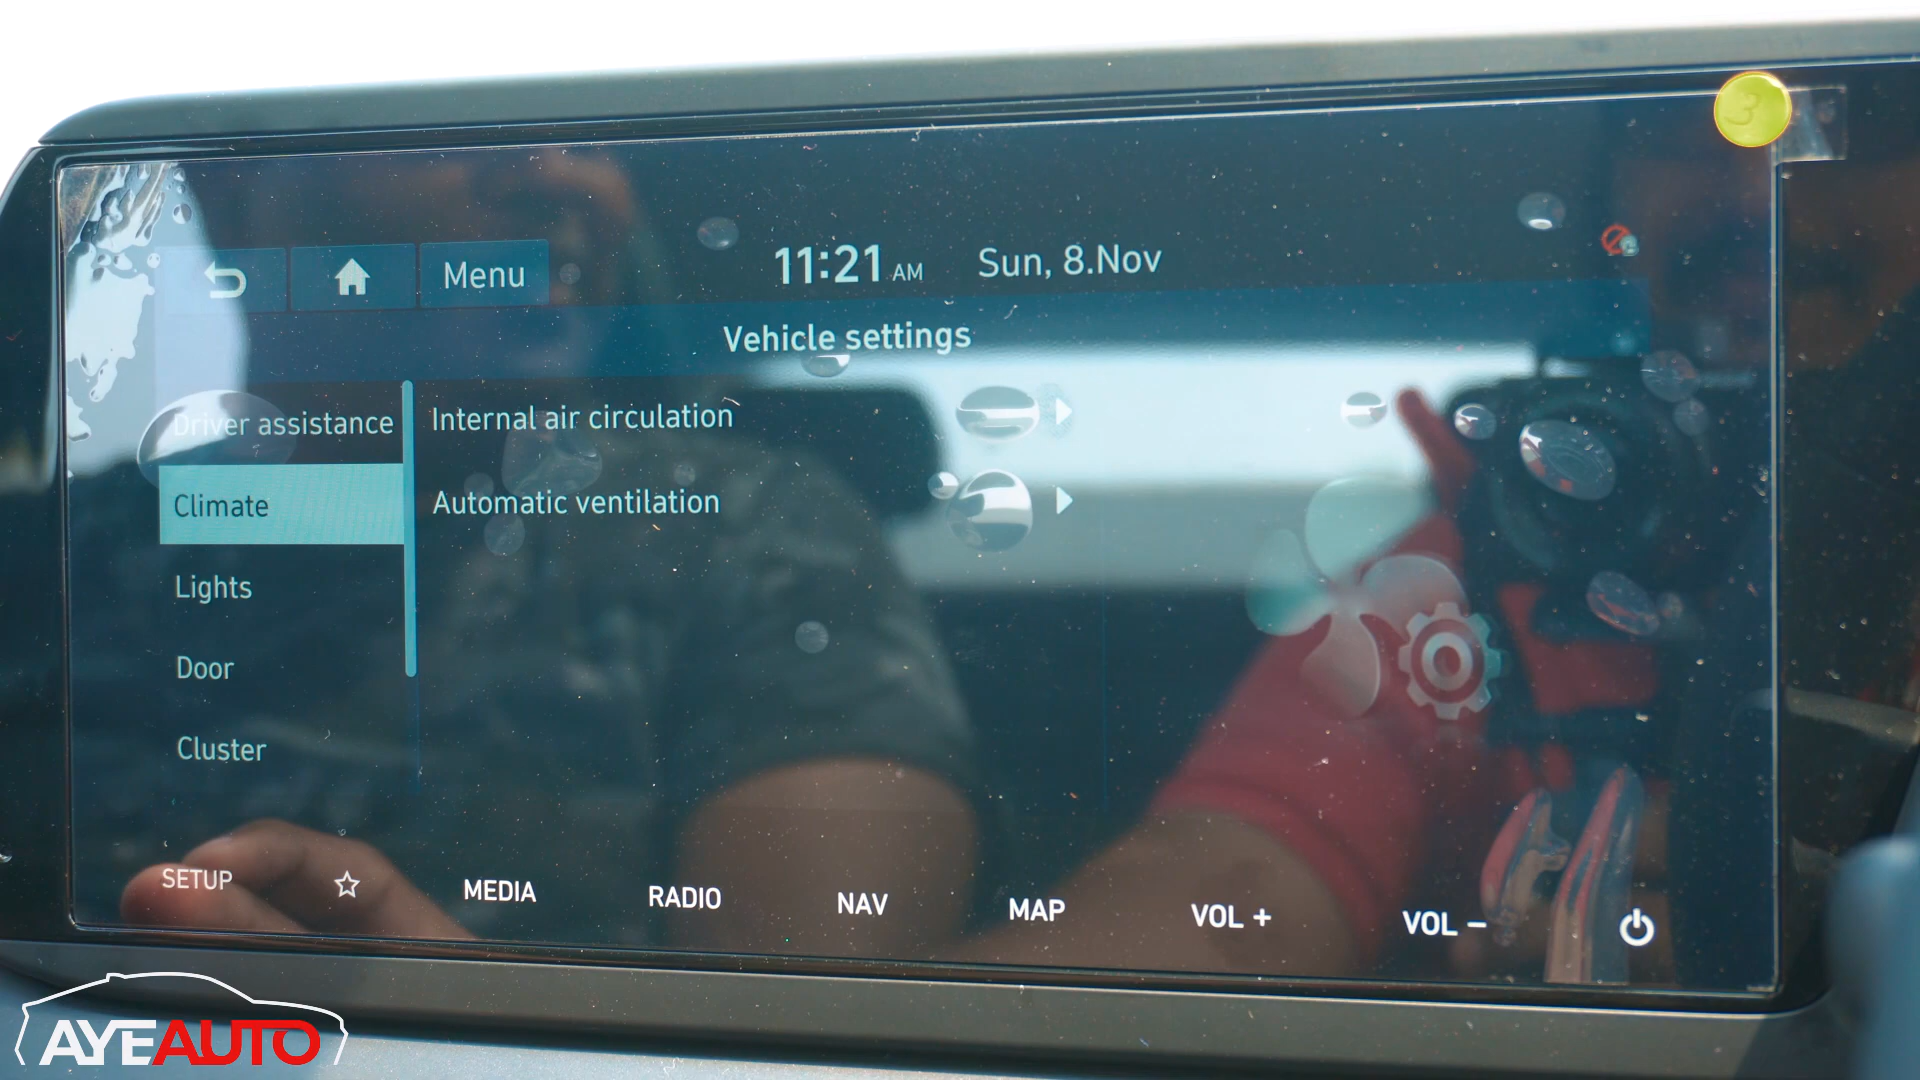 3
Menu
11:21 AM
Sun, 8.Nov
Vehicle settings
Driver assistance
Climate
Lights
Door
Cluster
Internal air circulation
Automatic ventilation
SETUP
MEDIA
RADIO
NAV
MAP
VOL +
VOL −
AYEAUTO